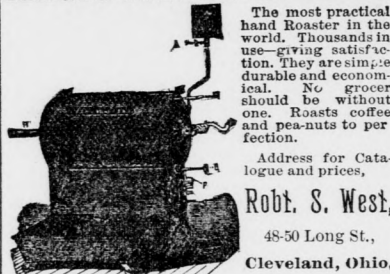 The most practical
hand Roaster in the
world. Thousands in
use—giving satisfac-
tion. They are simple
durable and econom-
ical. No grocer
should be without
one. Roasts coffee
and pea-nuts to per
fection.
Address for Cata-
logue and prices,
Robt. S. West,
48-50 Long St.,
Cleveland, Ohio.